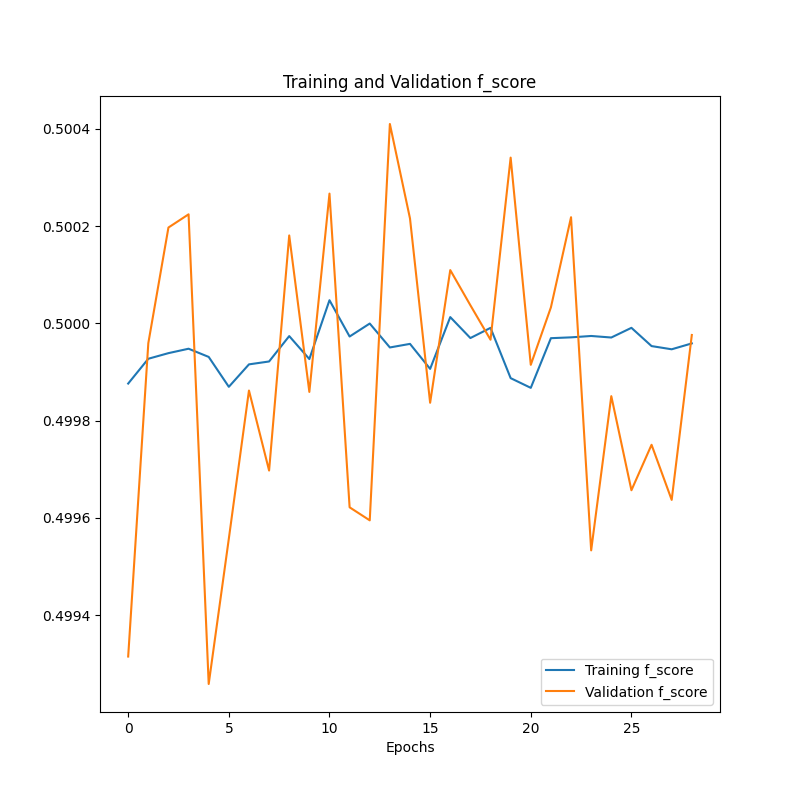 Training and Validation f_score
0.5004
0.5002
0.5000
0.4998
0.4996
0.4994
0 5 10 15 20 25
Epochs
Training f_score
Validation f_score